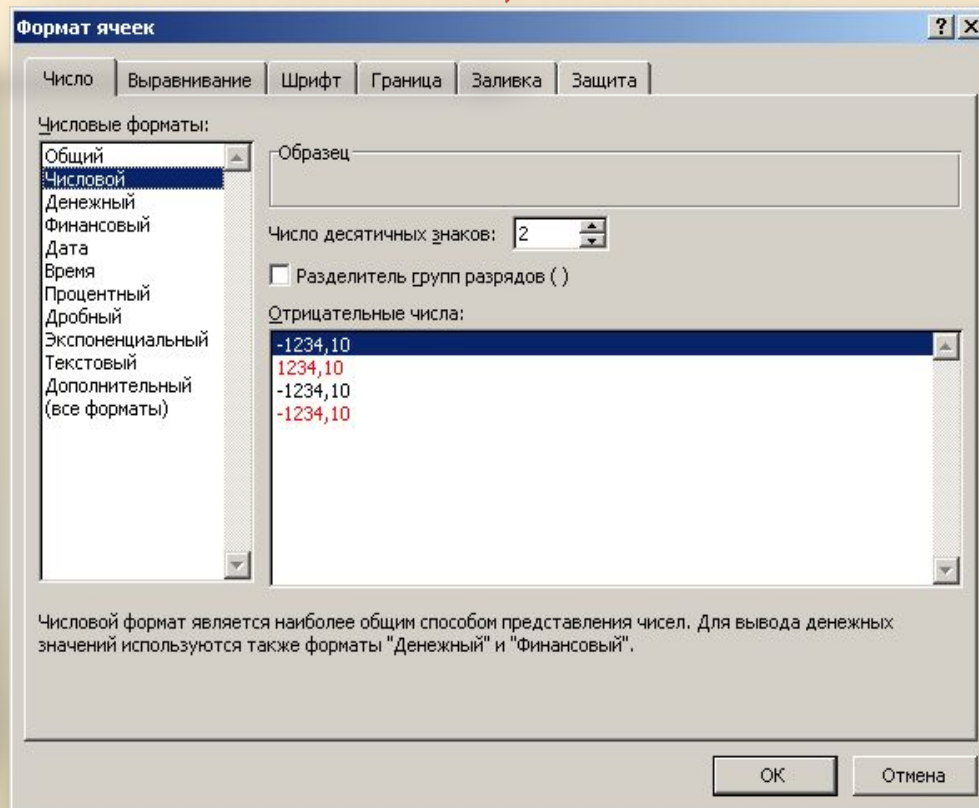 Формат ячеек
Число Выравнивание Шрифт Граница Заливка Защита
Числовые форматы:
Общий
Числовой
Денежный
Финансовый
Дата
Время
Процентный
Дробный
Экспоненциальный
Текстовый
Дополнительный
(все форматы)
Образец
Число десятичных знаков: 2
Разделитель групп разрядов ( )
Отрицательные числа:
-1234,10
1234,10
-1234,10
-1234,10
Числовой формат является наиболее общим способом представления чисел. Для вывода денежных
значений используются также форматы "Денежный" и "Финансовый".
ОК Отмена